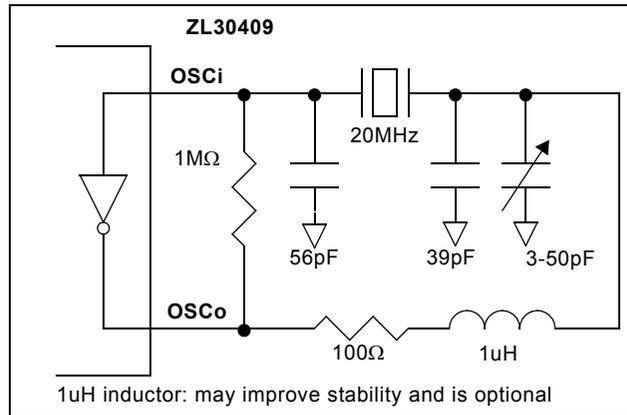 ZL30409
OSCi
20MHz
1MΩ
56pF
39pF
3-50pF
OSCo
100Ω
1uH
1uH inductor: may improve stability and is optional